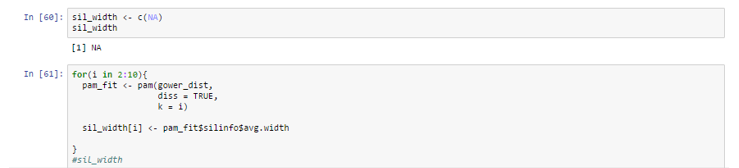 In [60]: sil_width <- c(NA)
sil_width
[1] NA
In [61]: for(i in 2:10){
pam_fit <- pam(gower_dist,
diss = TRUE,
k = i)
sil_width[i] <- pam_fit$silinfo$avg.width
}
#sil_width